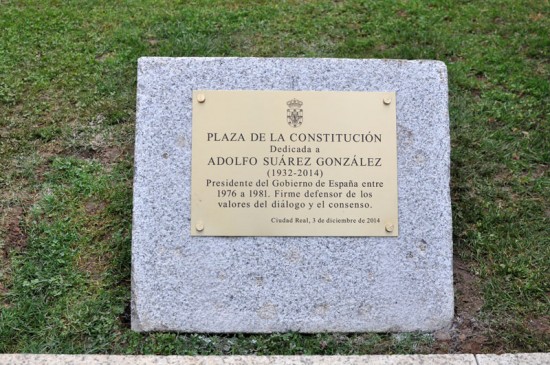 PLAZA DE LA CONSTITUCIÓN
Dedicada a
ADOLFO SUÁREZ GONZÁLEZ
(1932-2014)
Presidente del Gobierno de España entre
1976 a 1981. Firme defensor de los
valores del diálogo y el consenso.
Ciudad Real, 3 de diciembre de 2014